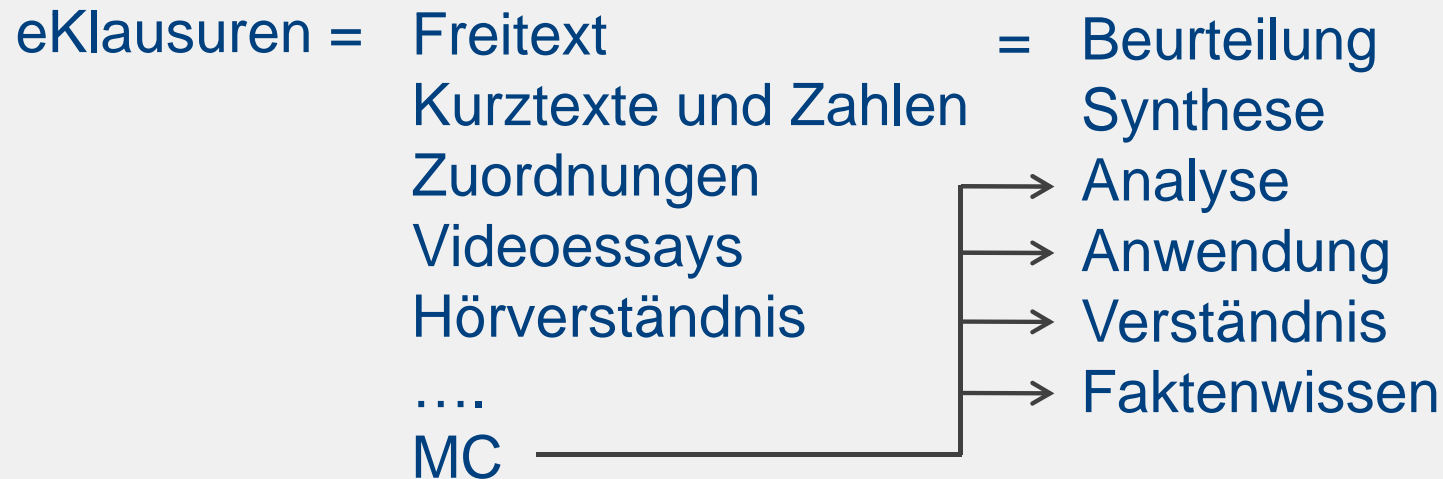 eKlausuren = Freitext = Beurteilung
Kurztexte und Zahlen Synthese
Zuordnungen Analyse
Videoessays Anwendung
Hörverständnis Verständnis
…. Faktenwissen
MC